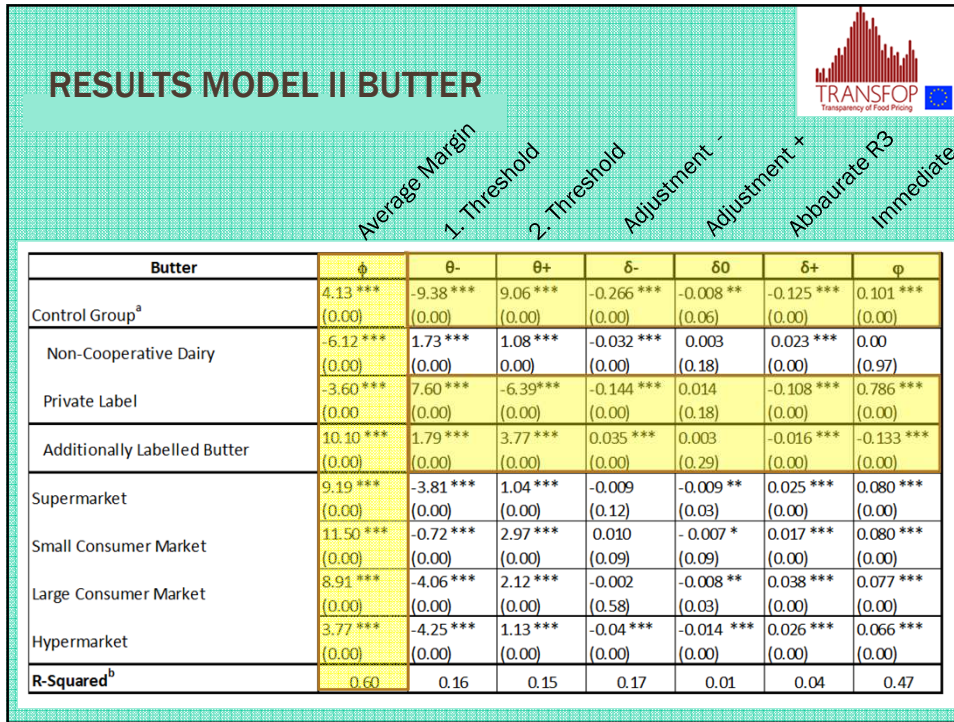 RESULTS MODEL II BUTTER
TRANSFOP
Transparency of Food Pricing
Average Margin
1. Threshold
2. Threshold
Adjustment -
Adjustment +
Abbaurate R3
Immediate
Butter ϕ θ- θ+ δ- δ0 δ+ φ
Control Groupᵃ 4.13 *** -9.38 *** 9.06 *** -0.266 *** -0.008 ** -0.125 *** 0.101 ***
(0.00) (0.00) (0.00) (0.00) (0.06) (0.00) (0.00)
Non-Cooperative Dairy -6.12 *** 1.73 *** 1.08 *** -0.032 *** 0.003 0.023 *** 0.00
(0.00) (0.00) 0.00) (0.00) (0.18) (0.00) (0.97)
Private Label -3.60 *** 7.60 *** -6.39*** -0.144 *** 0.014 -0.108 *** 0.786 ***
(0.00 (0.00) (0.00) (0.00) (0.18) (0.00) (0.00)
Additionally Labelled Butter 10.10 *** 1.79 *** 3.77 *** 0.035 *** 0.003 -0.016 *** -0.133 ***
(0.00) (0.00) (0.00) (0.00) (0.29) (0.00) (0.00)
Supermarket 9.19 *** -3.81 *** 1.04 *** -0.009 -0.009 ** 0.025 *** 0.080 ***
(0.00) (0.00) (0.00) (0.12) (0.03) (0.00) (0.00)
Small Consumer Market 11.50 *** -0.72 *** 2.97 *** 0.010 - 0.007 * 0.017 *** 0.080 ***
(0.00) (0.00) (0.00) (0.09) (0.09) (0.00) (0.00)
Large Consumer Market 8.91 *** -4.06 *** 2.12 *** -0.002 -0.008 ** 0.038 *** 0.077 ***
(0.00) (0.00) (0.00) (0.58) (0.03) (0.00) (0.00)
Hypermarket 3.77 *** -4.25 *** 1.13 *** -0.04 *** -0.014 *** 0.026 *** 0.066 ***
(0.00) (0.00) (0.00) (0.00) (0.00) (0.00) (0.00)
R-Squaredᵇ 0.60 0.16 0.15 0.17 0.01 0.04 0.47